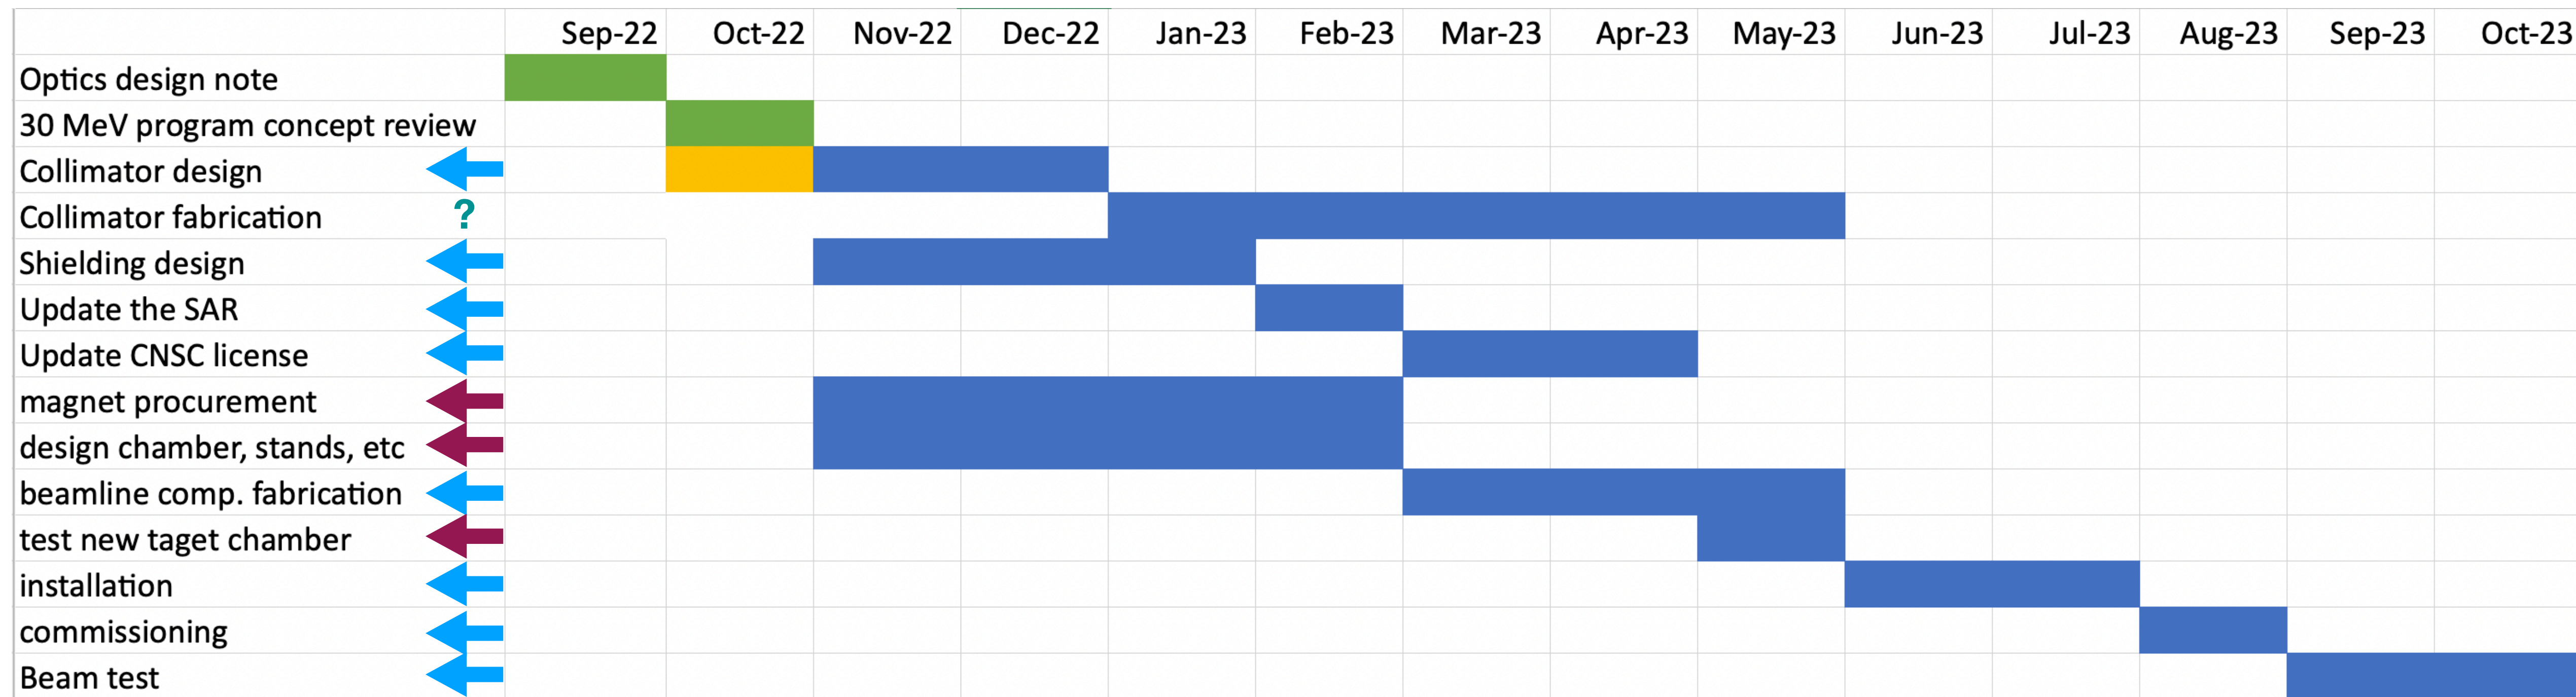 Sep-22 Oct-22 Nov-22 Dec-22 Jan-23 Feb-23 Mar-23 Apr-23 May-23 Jun-23 Jul-23 Aug-23 Sep-23 Oct-23
Optics design note
30 MeV program concept review
Collimator design
Collimator fabrication ?
Shielding design
Update the SAR
Update CNSC license
magnet procurement
design chamber, stands, etc
beamline comp. fabrication
test new taget chamber
installation
commissioning
Beam test